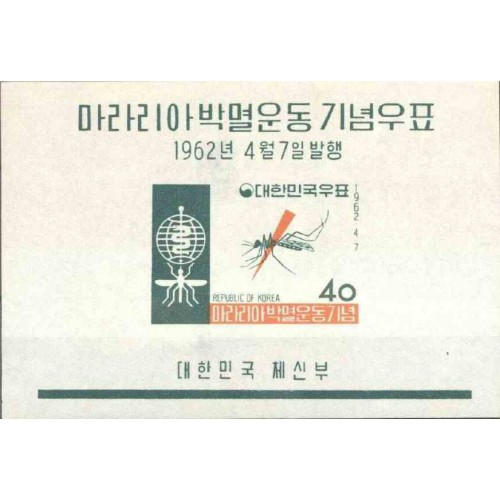 마라리아박멸운동기념우표
1962년 4월7일발행
대한민국우표
1962·4·7
REPUBLIC OF KOREA
40
마라리아박멸운동기념
대한민국 체신부